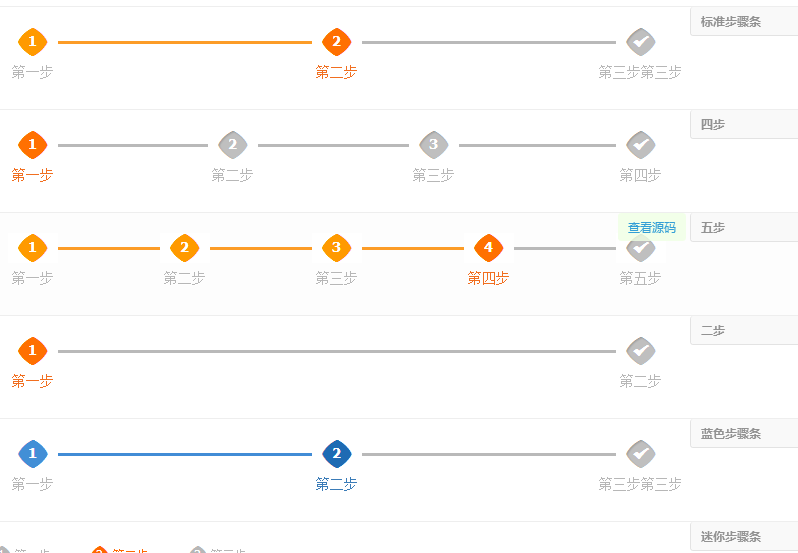 标准步骤条
1 2
第一步 第二步 第三步第三步
四步
1 2 3
第一步 第二步 第三步 第四步
查看源码 五步
1 2 3 4
第一步 第二步 第三步 第四步 第五步
二步
1
第一步 第二步
蓝色步骤条
1 2
第一步 第二步 第三步第三步
迷你步骤条